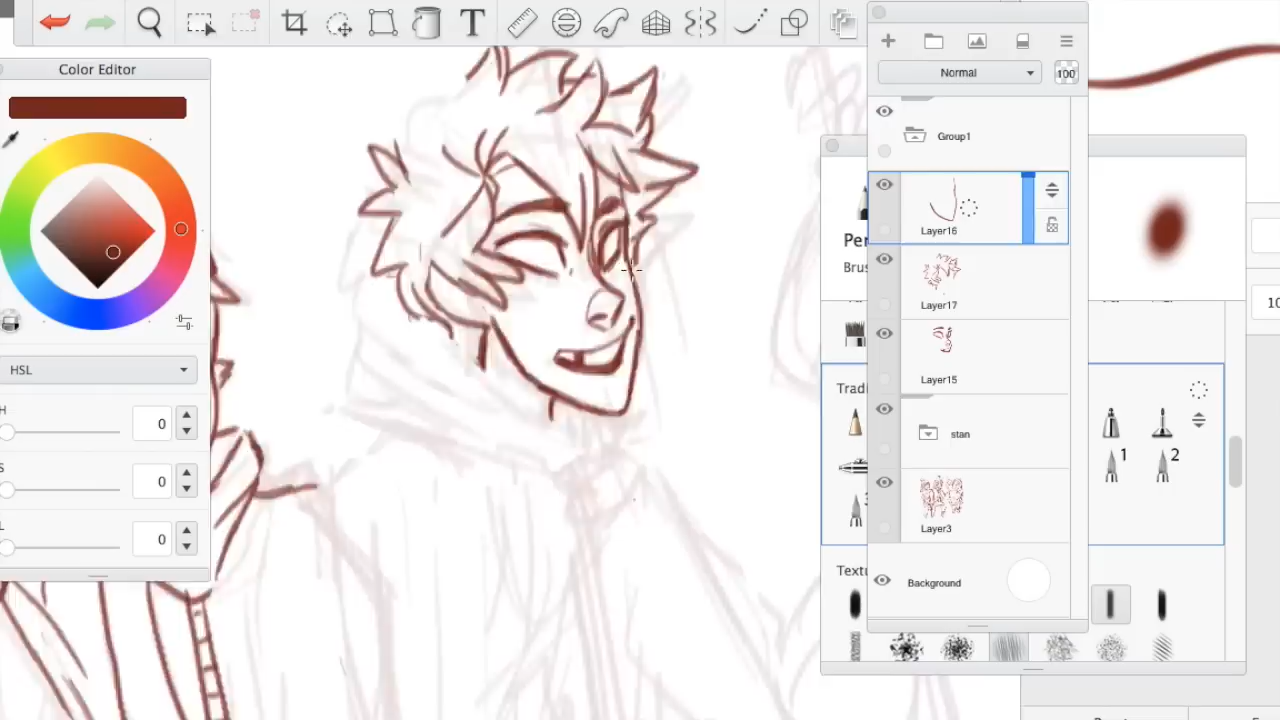 Color Editor
HSL
H
0
S
0
L
0
Normal
100
Group1
Layer16
Layer17
Layer15
stan
Layer3
Background
Brus
Tradi
1
2
Textu
10